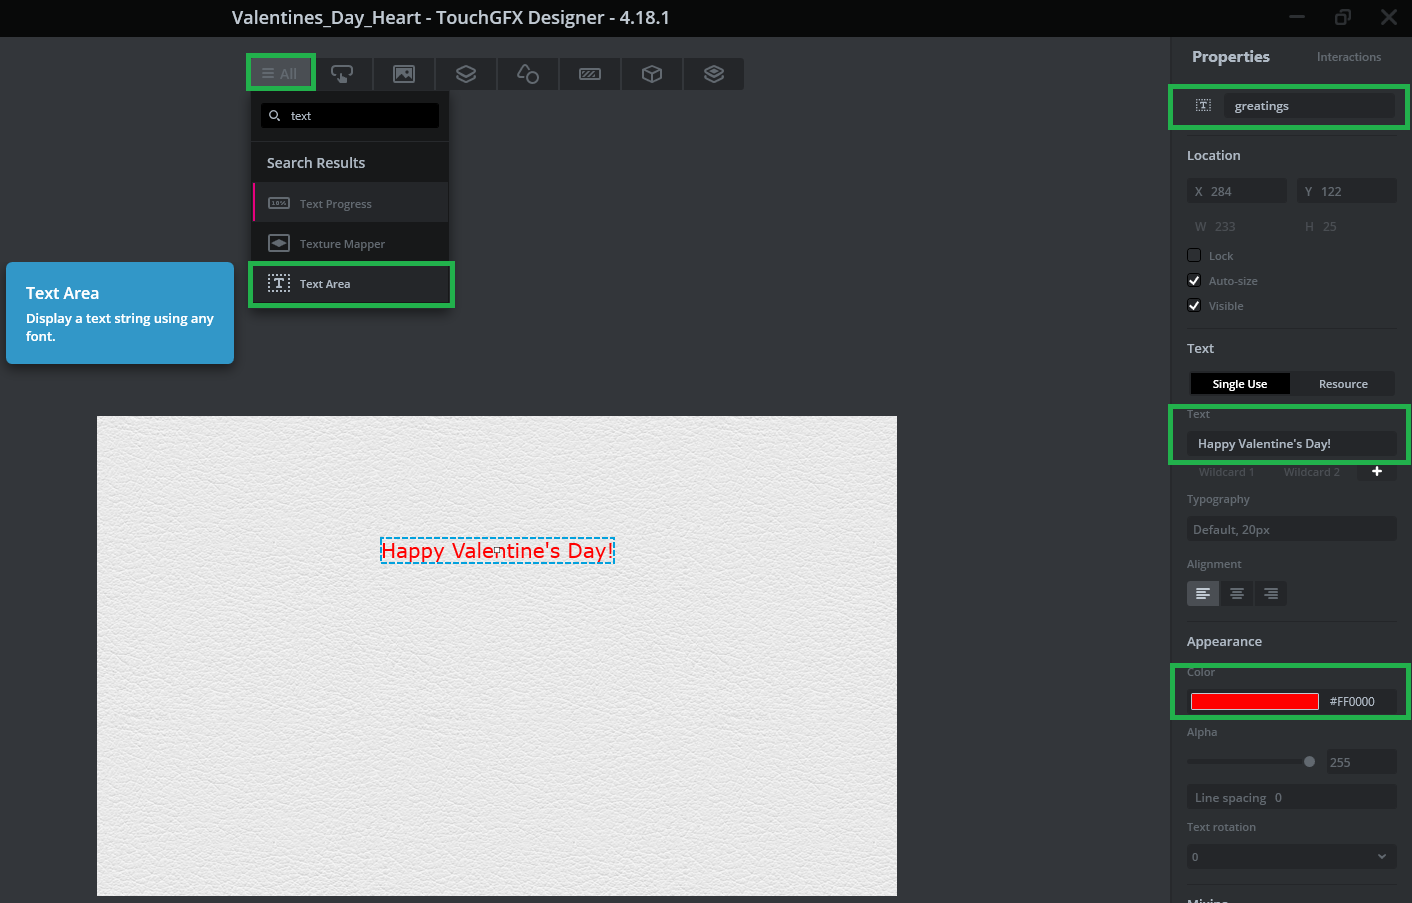 Valentines_Day_Heart - TouchGFX Designer - 4.18.1
All
text
Search Results
Text Progress
Texture Mapper
Text Area
Text Area
Display a text string using any
font.
Happy Valentine's Day!
Properties Interactions
greatings
Location
X 284 Y 122
W 233 H 25
Lock
Auto-size
Visible
Text
Single Use Resource
Text
Happy Valentine's Day!
Wildcard 1 Wildcard 2 +
Typography
Default, 20px
Alignment
Appearance
Color
#FF0000
Alpha
255
Line spacing 0
Text rotation
0